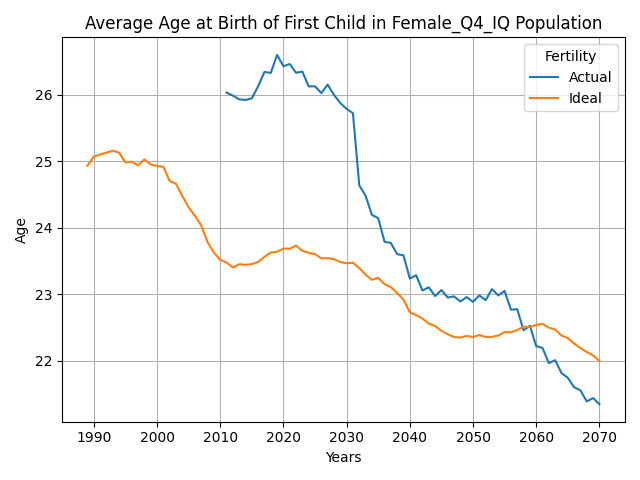 Average Age at Birth of First Child in Female_Q4_IQ Population
Fertility
Actual
Ideal
Age
26
25
24
23
22
1990 2000 2010 2020 2030 2040 2050 2060 2070
Years